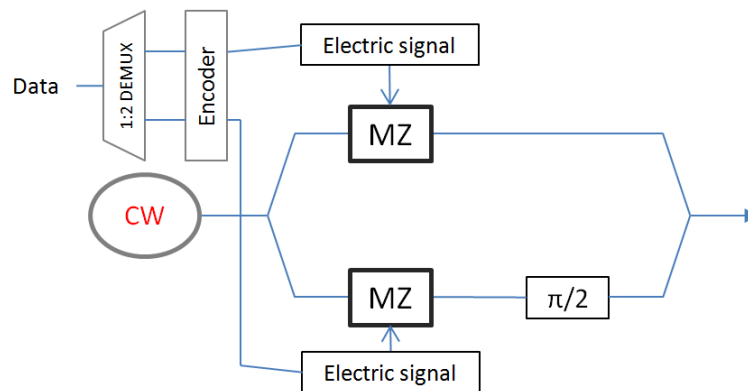 Electric signal
Data
1:2 DEMUX
Encoder
MZ
CW
MZ
π/2
Electric signal